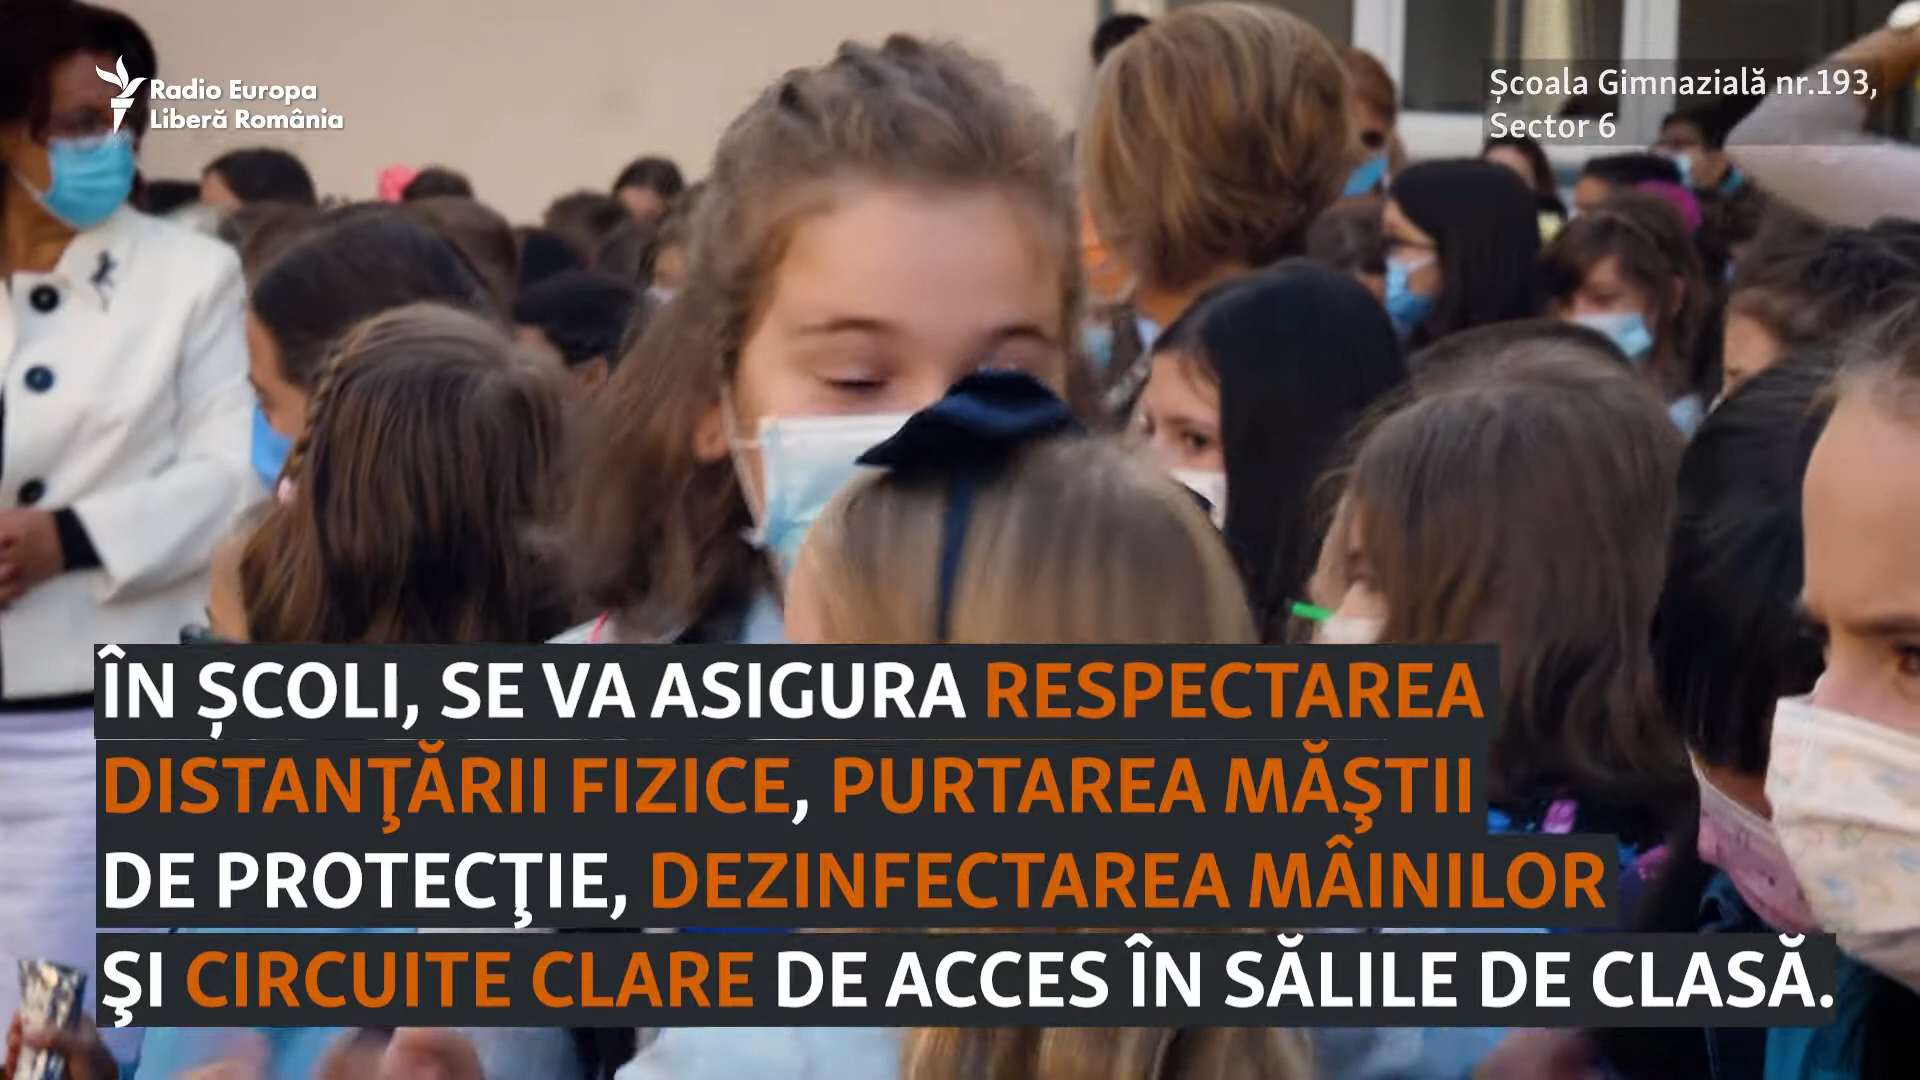 Radio Europa
Liberă România
Școala Gimnazială nr.193,
Sector 6
ÎN ȘCOLI, SE VA ASIGURA RESPECTAREA
DISTANŢĂRII FIZICE, PURTAREA MĂŞTII
DE PROTECŢIE, DEZINFECTAREA MÂINILOR
ŞI CIRCUITE CLARE DE ACCES ÎN SĂLILE DE CLASĂ.